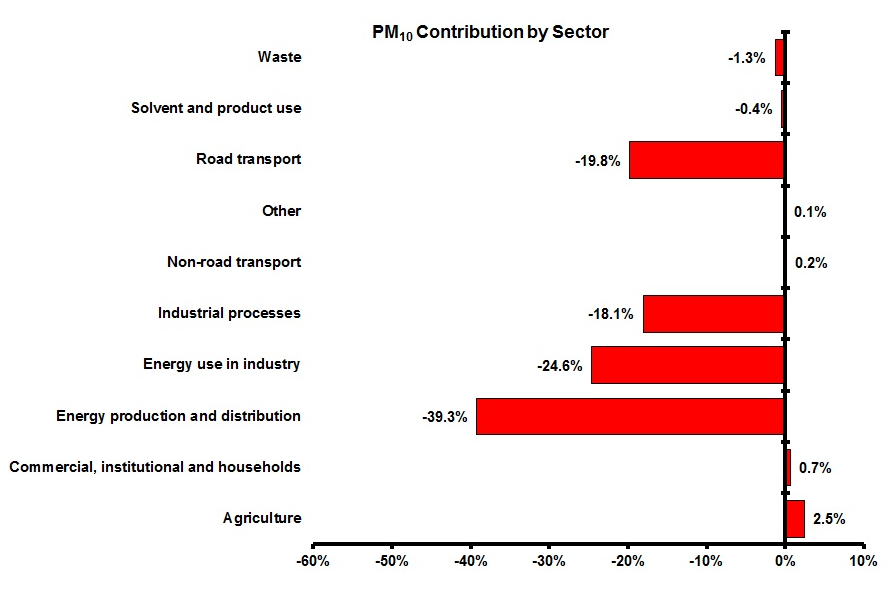 PM10 Contribution by Sector
Waste -1.3%
Solvent and product use -0.4%
Road transport -19.8%
Other 0.1%
Non-road transport 0.2%
Industrial processes -18.1%
Energy use in industry -24.6%
Energy production and distribution -39.3%
Commercial, institutional and households 0.7%
Agriculture 2.5%
-60% -50% -40% -30% -20% -10% 0% 10%